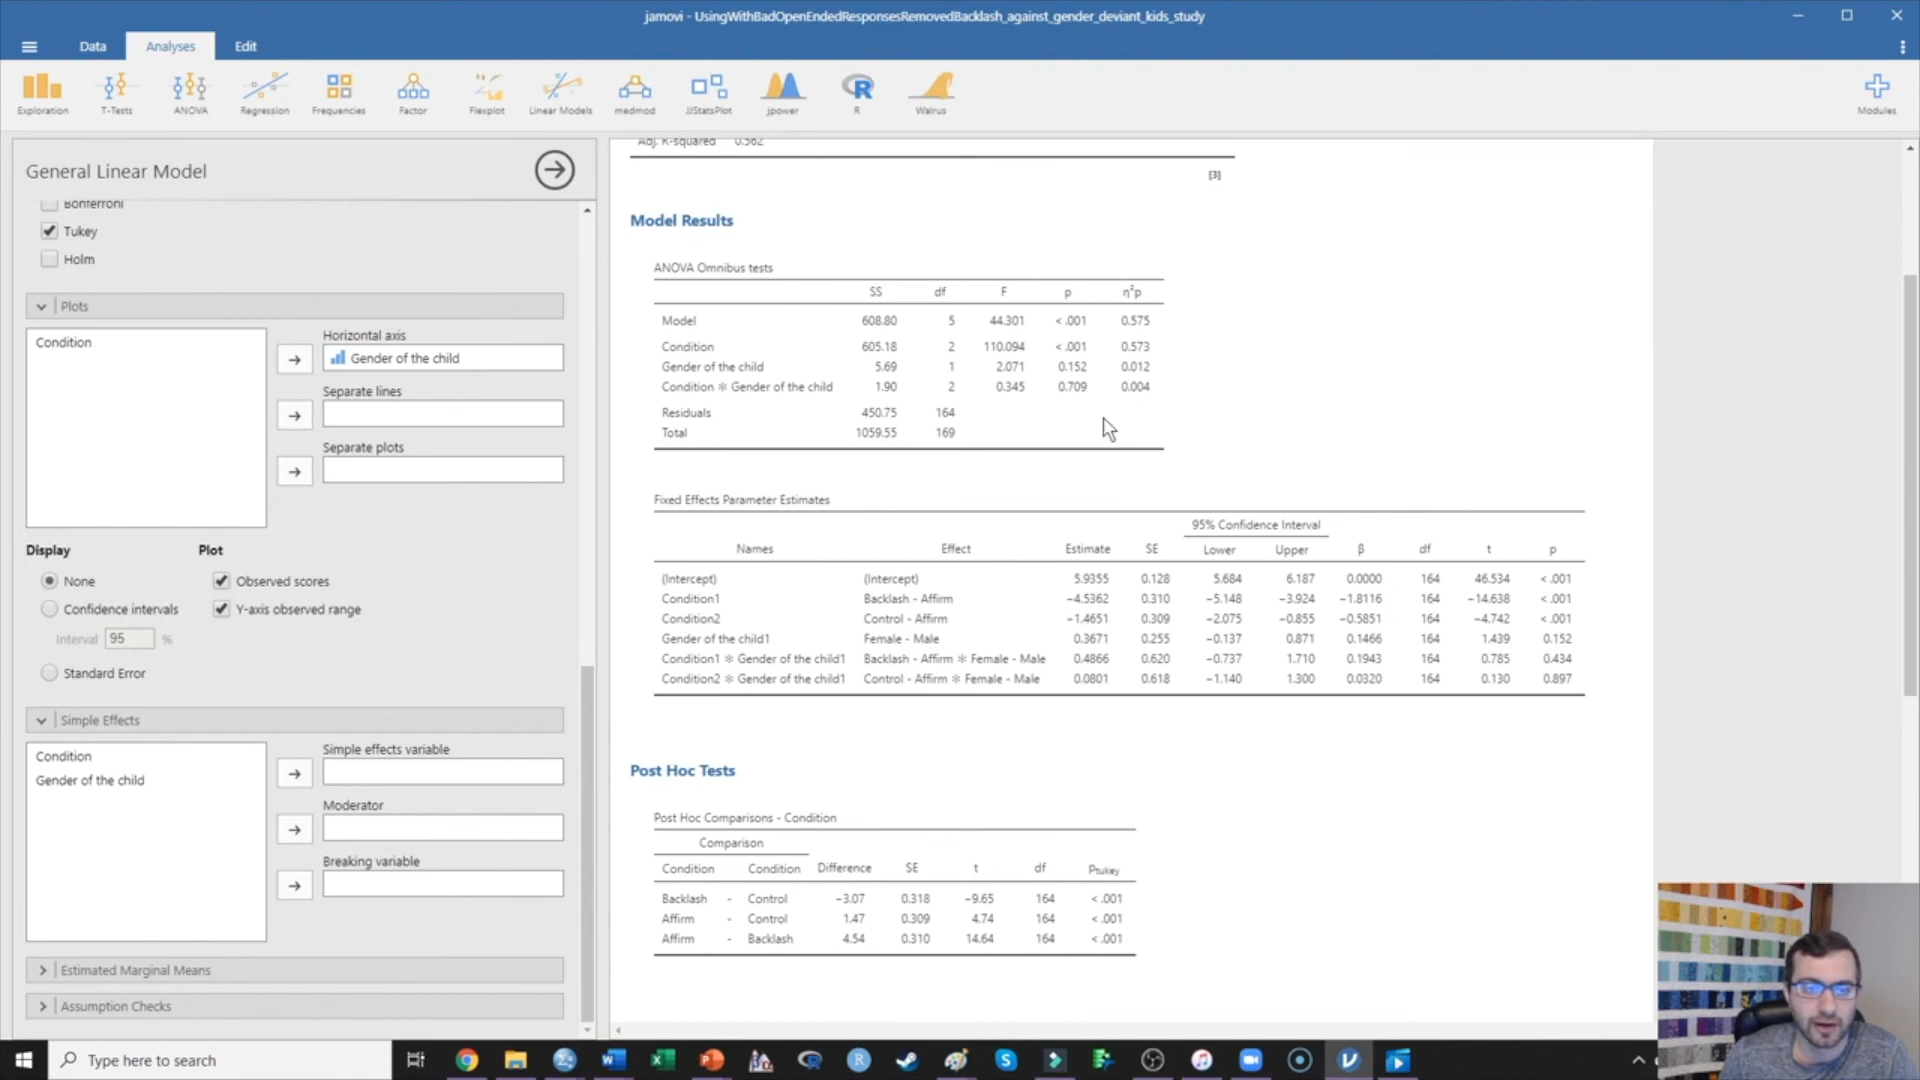 jamovi - UsingWithBadOpenEndedResponsesRemovedBacklash_against_gender_deviant_kids_study
Data Analyses Edit
Exploration T-Tests ANOVA Regression Frequencies Factor Flexplot Linear Models medmod JJStatsPlot jpower R Walrus Modules
General Linear Model
Bonferroni
Tukey
Holm
Plots
Condition
Horizontal axis
Gender of the child
Separate lines
Separate plots
Display Plot
None Observed scores
Confidence intervals Y-axis observed range
Interval 95 %
Standard Error
Simple Effects
Condition
Gender of the child
Simple effects variable
Moderator
Breaking variable
Estimated Marginal Means
Assumption Checks
Adj. R-squared 0.562
[3]
Model Results
ANOVA Omnibus tests
SS df F p η²p
Model 608.80 5 44.301 < .001 0.575
Condition 605.18 2 110.094 < .001 0.573
Gender of the child 5.69 1 2.071 0.152 0.012
Condition ✻ Gender of the child 1.90 2 0.345 0.709 0.004
Residuals 450.75 164
Total 1059.55 169
Fixed Effects Parameter Estimates
95% Confidence Interval
Names Effect Estimate SE Lower Upper β df t p
(Intercept) (Intercept) 5.9355 0.128 5.684 6.187 0.0000 164 46.534 < .001
Condition1 Backlash - Affirm −4.5362 0.310 −5.148 −3.924 −1.8116 164 −14.638 < .001
Condition2 Control - Affirm −1.4651 0.309 −2.075 −0.855 −0.5851 164 −4.742 < .001
Gender of the child1 Female - Male 0.3671 0.255 −0.137 0.871 0.1466 164 1.439 0.152
Condition1 ✻ Gender of the child1 Backlash - Affirm ✻ Female - Male 0.4866 0.620 −0.737 1.710 0.1943 164 0.785 0.434
Condition2 ✻ Gender of the child1 Control - Affirm ✻ Female - Male 0.0801 0.618 −1.140 1.300 0.0320 164 0.130 0.897
Post Hoc Tests
Post Hoc Comparisons - Condition
Comparison
Condition Condition Difference SE t df Ptukey
Backlash - Control −3.07 0.318 −9.65 164 < .001
Affirm - Control 1.47 0.309 4.74 164 < .001
Affirm - Backlash 4.54 0.310 14.64 164 < .001
Type here to search